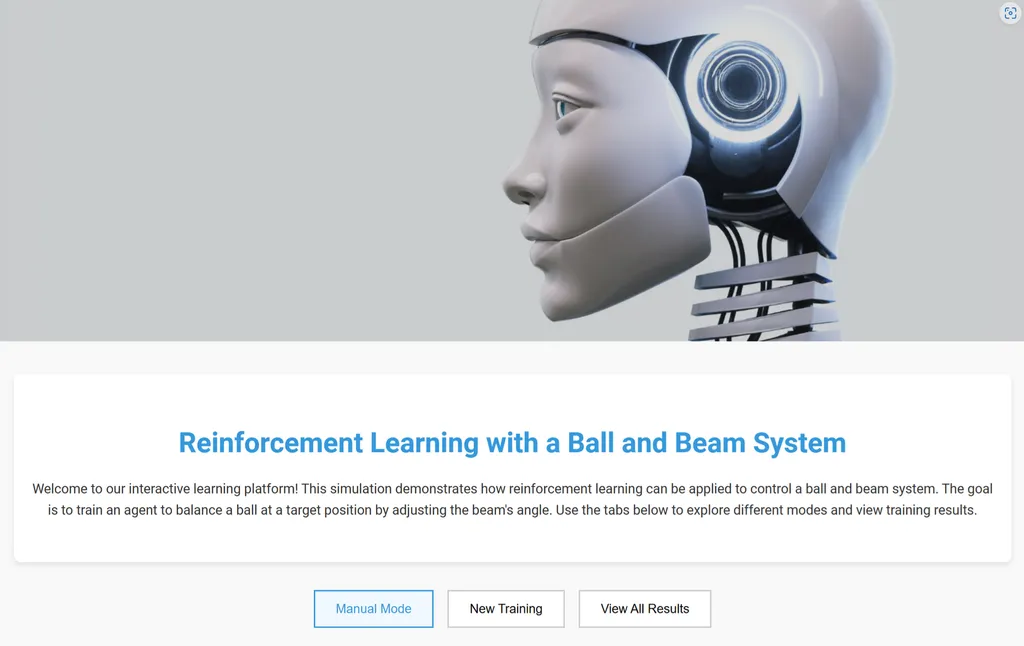 Reinforcement Learning with a Ball and Beam System
Welcome to our interactive learning platform! This simulation demonstrates how reinforcement learning can be applied to control a ball and beam system. The goal
is to train an agent to balance a ball at a target position by adjusting the beam's angle. Use the tabs below to explore different modes and view training results.
Manual Mode
New Training
View All Results